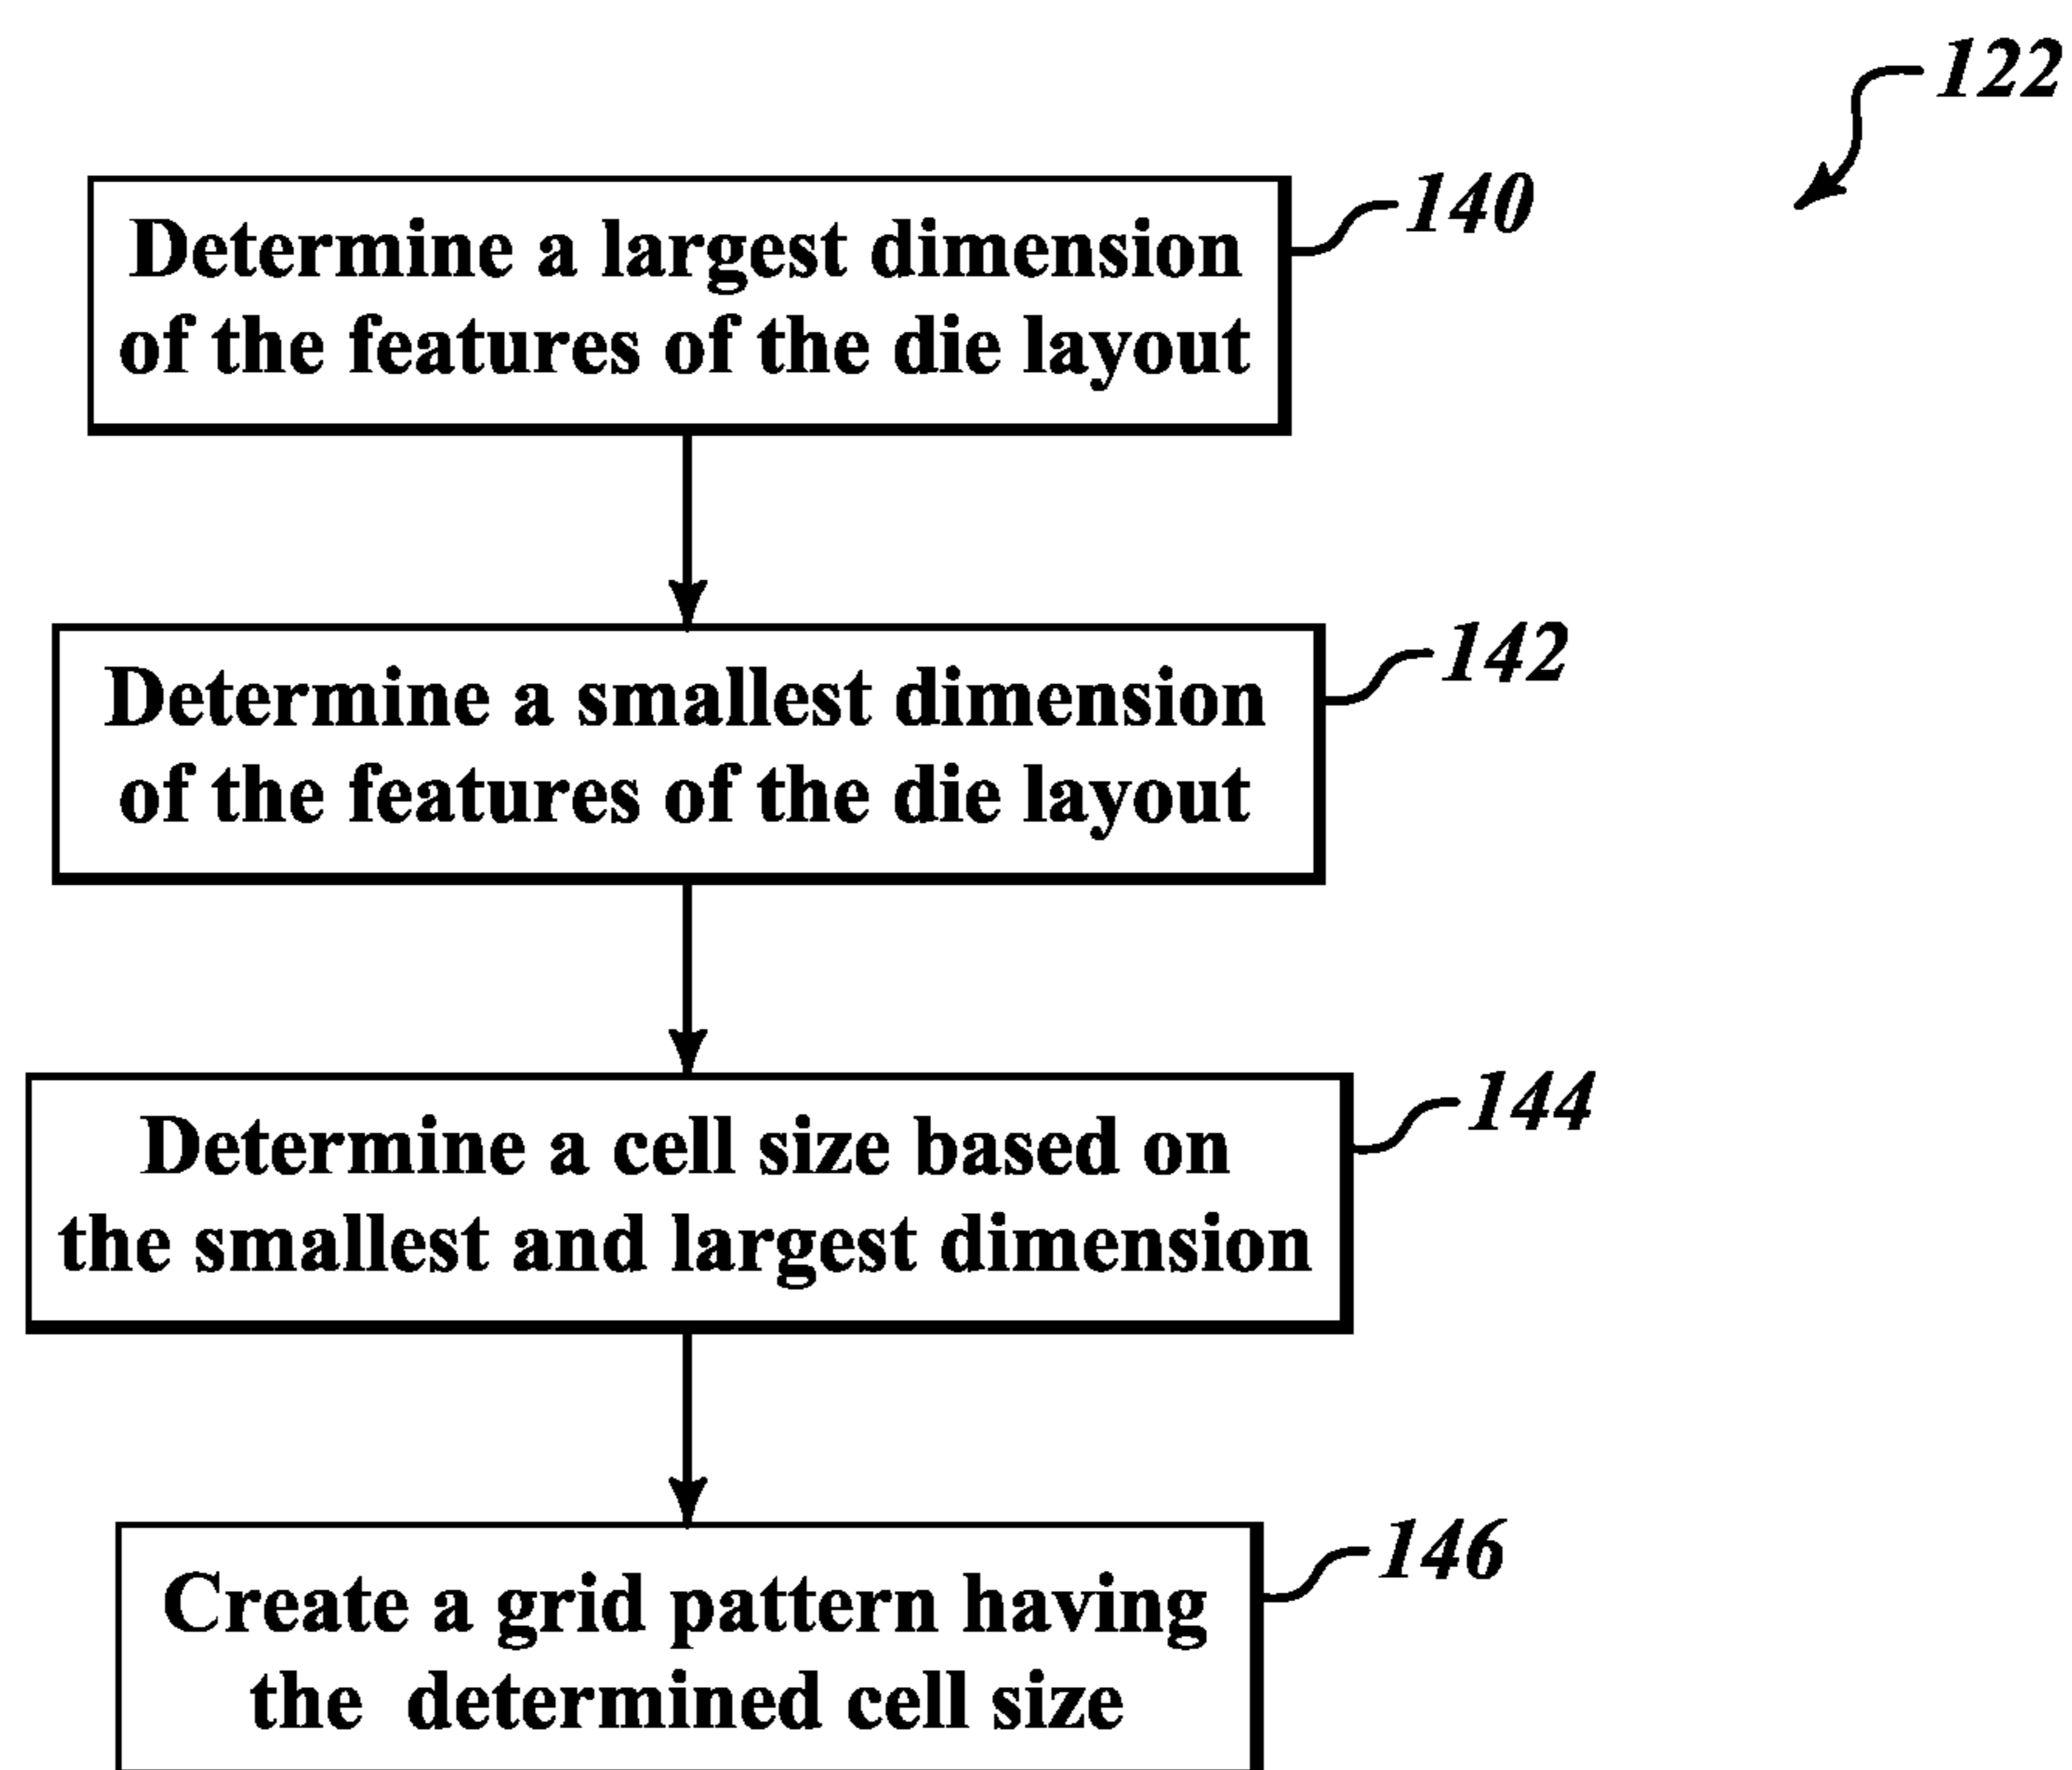 122
140
Determine a largest dimension
of the features of the die layout
142
Determine a smallest dimension
of the features of the die layout
144
Determine a cell size based on
the smallest and largest dimension
146
Create a grid pattern having
the determined cell size